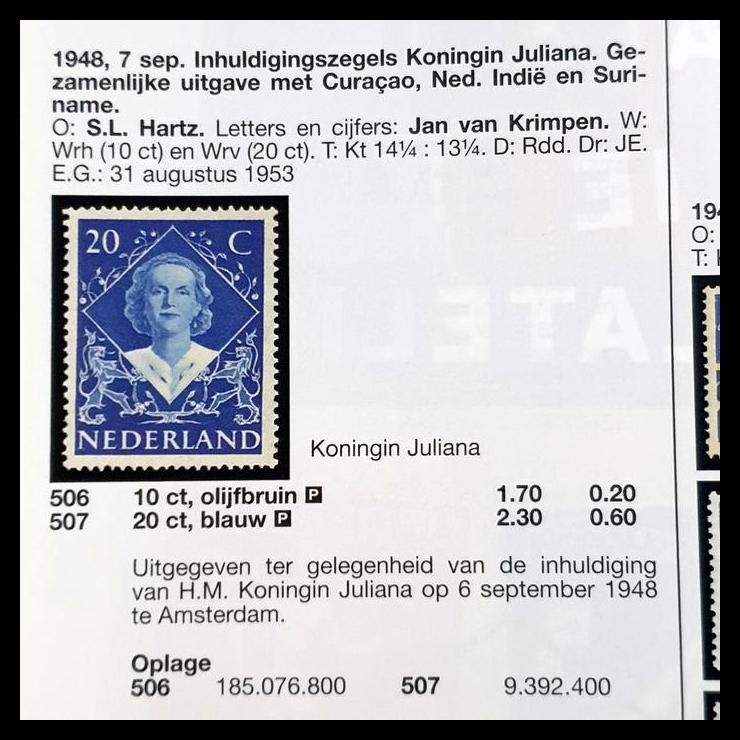 1948, 7 sep. Inhuldigingszegels Koningin Juliana. Ge-
zamenlijke uitgave met Curaçao, Ned. Indië en Suri-
name.
O: S.L. Hartz. Letters en cijfers: Jan van Krimpen. W:
Wrh (10 ct) en Wrv (20 ct). T: Kt 14¼ : 13¼. D: Rdd. Dr: JE.
E.G.: 31 augustus 1953
20 C
NEDERLAND
Koningin Juliana
506 10 ct, olijfbruin P 1.70 0.20
507 20 ct, blauw P 2.30 0.60
Uitgegeven ter gelegenheid van de inhuldiging
van H.M. Koningin Juliana op 6 september 1948
te Amsterdam.
Oplage
506 185.076.800 507 9.392.400
O:
T: